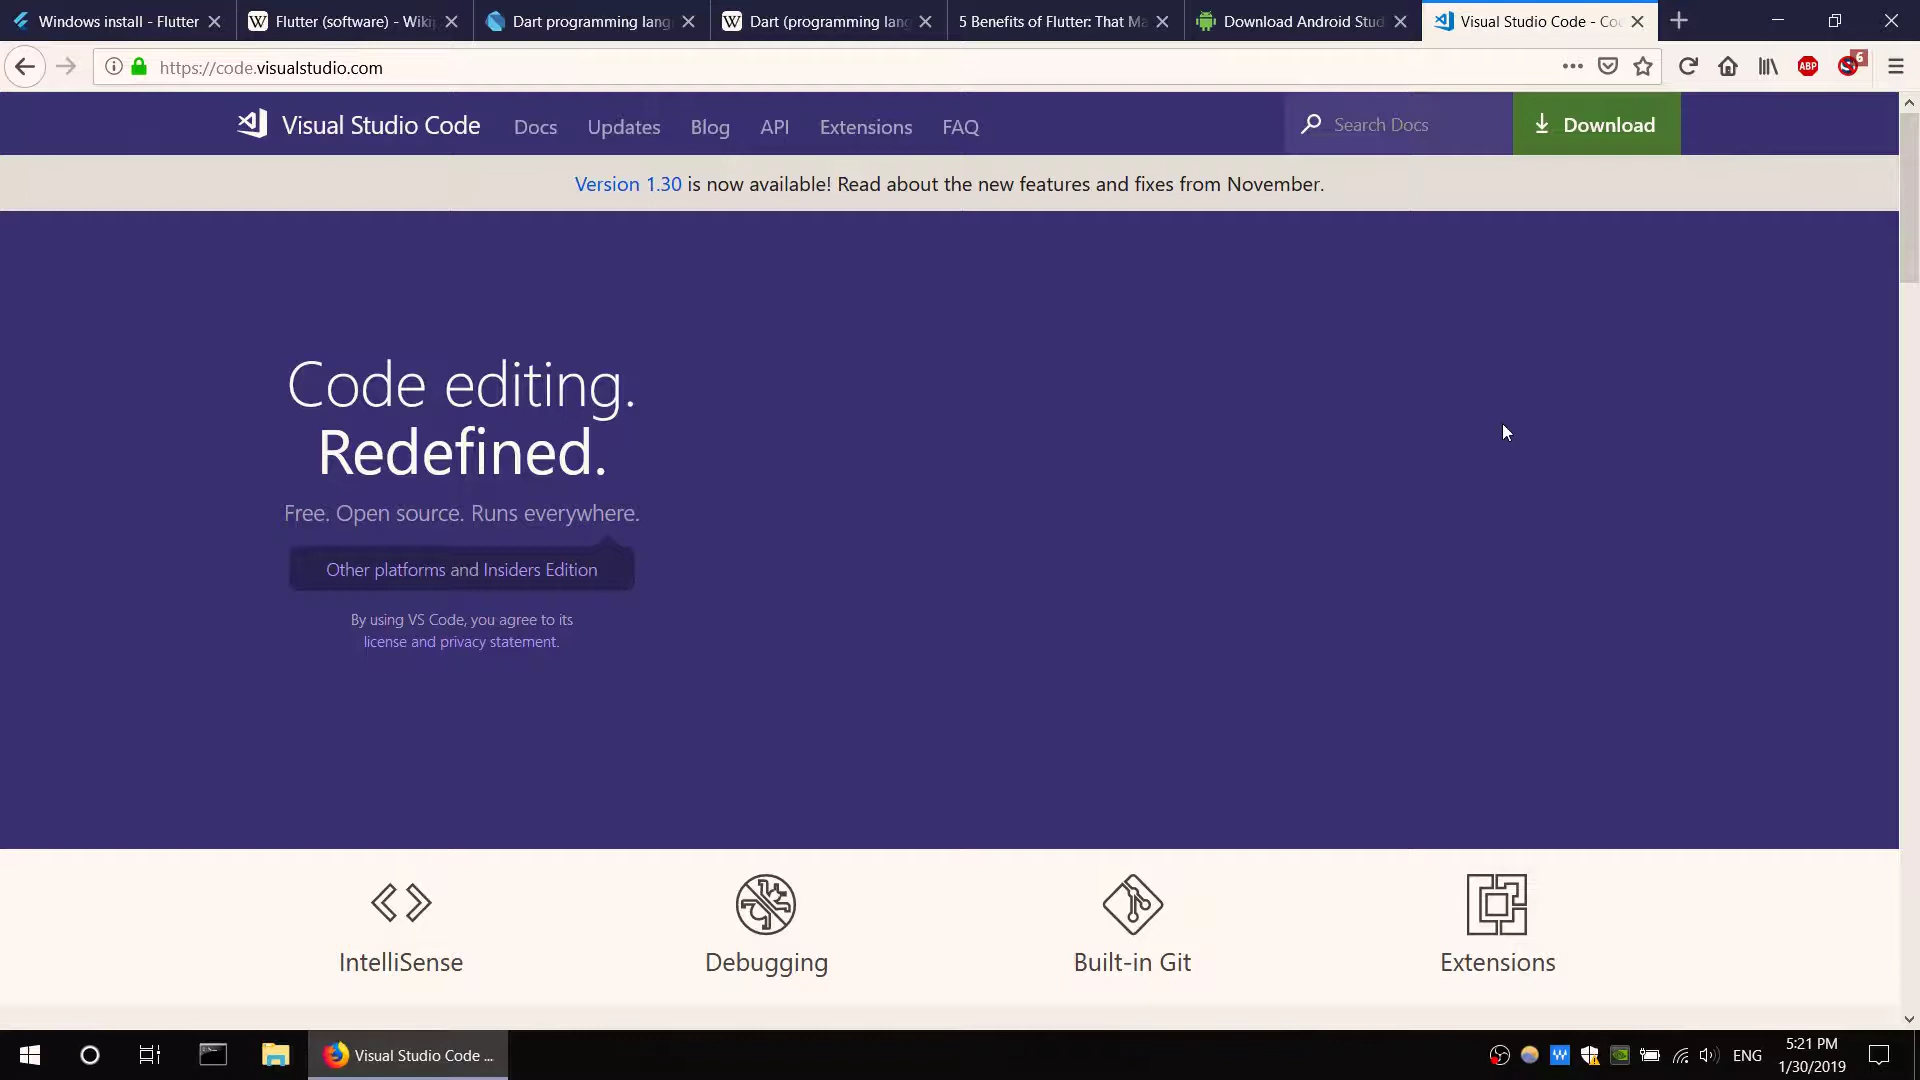 Windows install - Flutter
Flutter (software) - Wiki
Dart programming lang
Dart (programming lang
5 Benefits of Flutter: That Ma
Download Android Stud
Visual Studio Code - Co
https://code.visualstudio.com
ABP
6
Visual Studio Code
Docs
Updates
Blog
API
Extensions
FAQ
Search Docs
Download
Version 1.30 is now available! Read about the new features and fixes from November.
Code editing.
Redefined.
Free. Open source. Runs everywhere.
Other platforms and Insiders Edition
By using VS Code, you agree to its
license and privacy statement.
IntelliSense
Debugging
Built-in Git
Extensions
Visual Studio Code ...
ENG
5:21 PM
1/30/2019